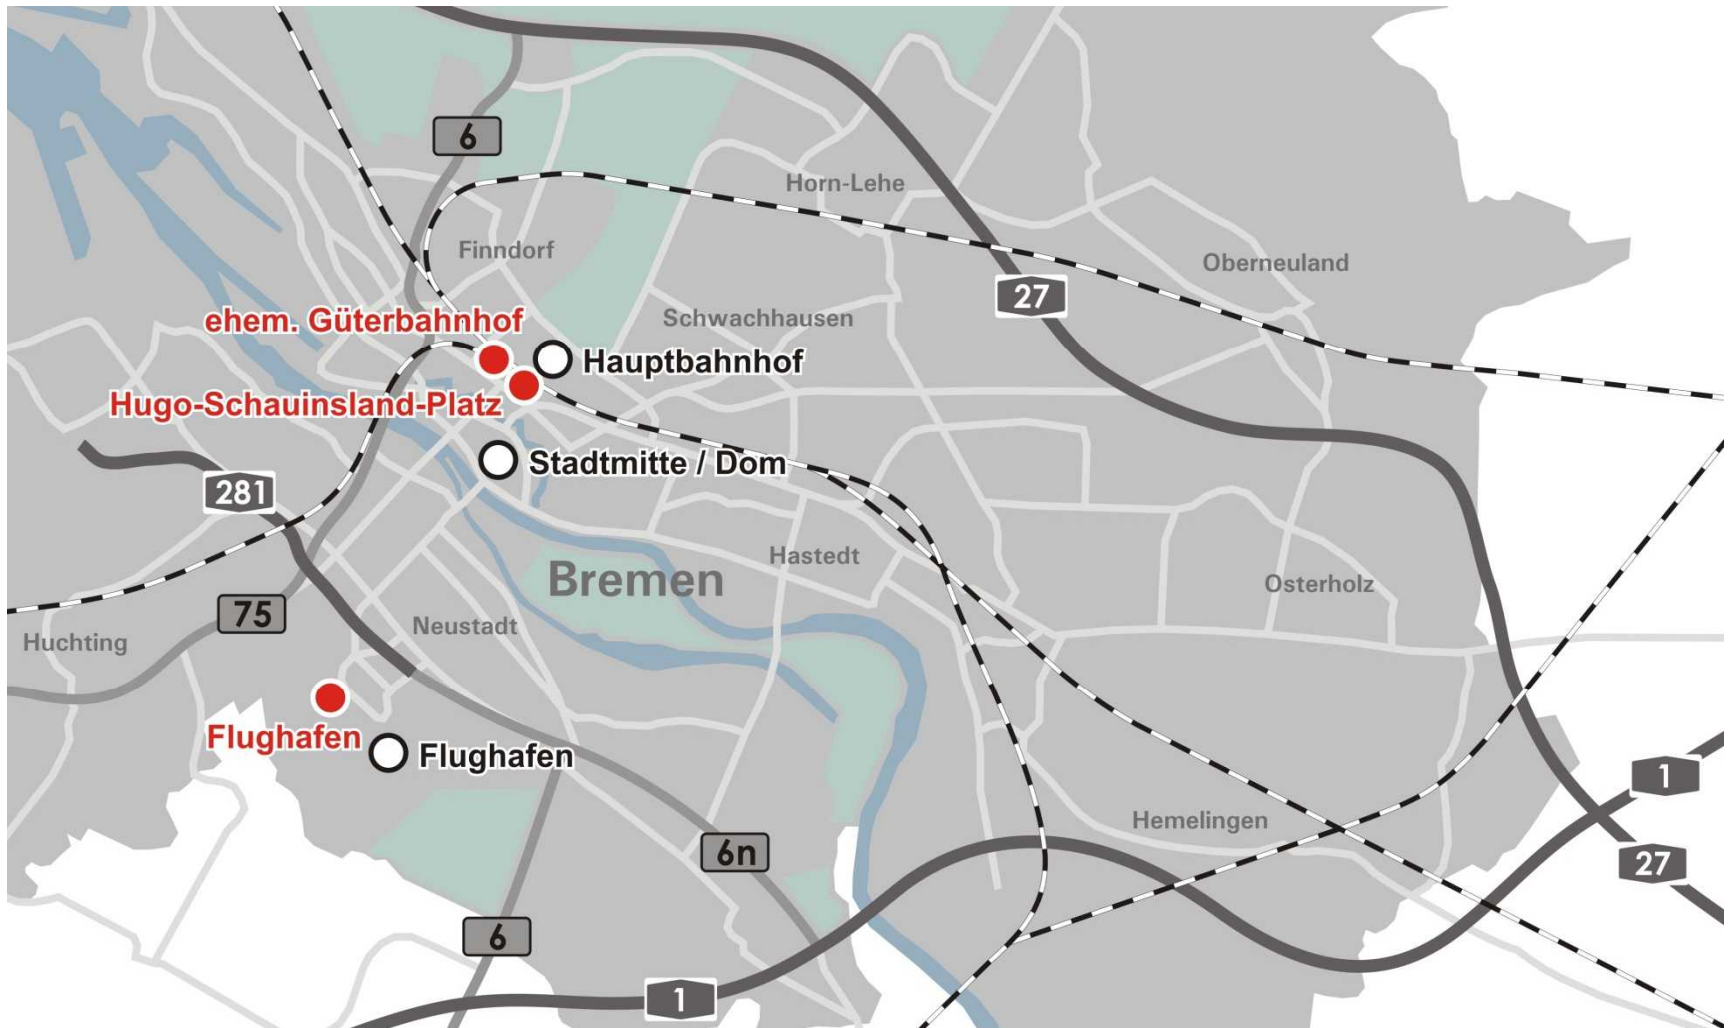 6
Horn-Lehe
Finndorf
Oberneuland
27
ehem. Güterbahnhof
Schwachhausen
Hauptbahnhof
Hugo-Schauinsland-Platz
Stadtmitte / Dom
281
Hastedt
Bremen
Osterholz
75
Neustadt
Huchting
Flughafen
Flughafen
1
Hemelingen
6n
27
6
1